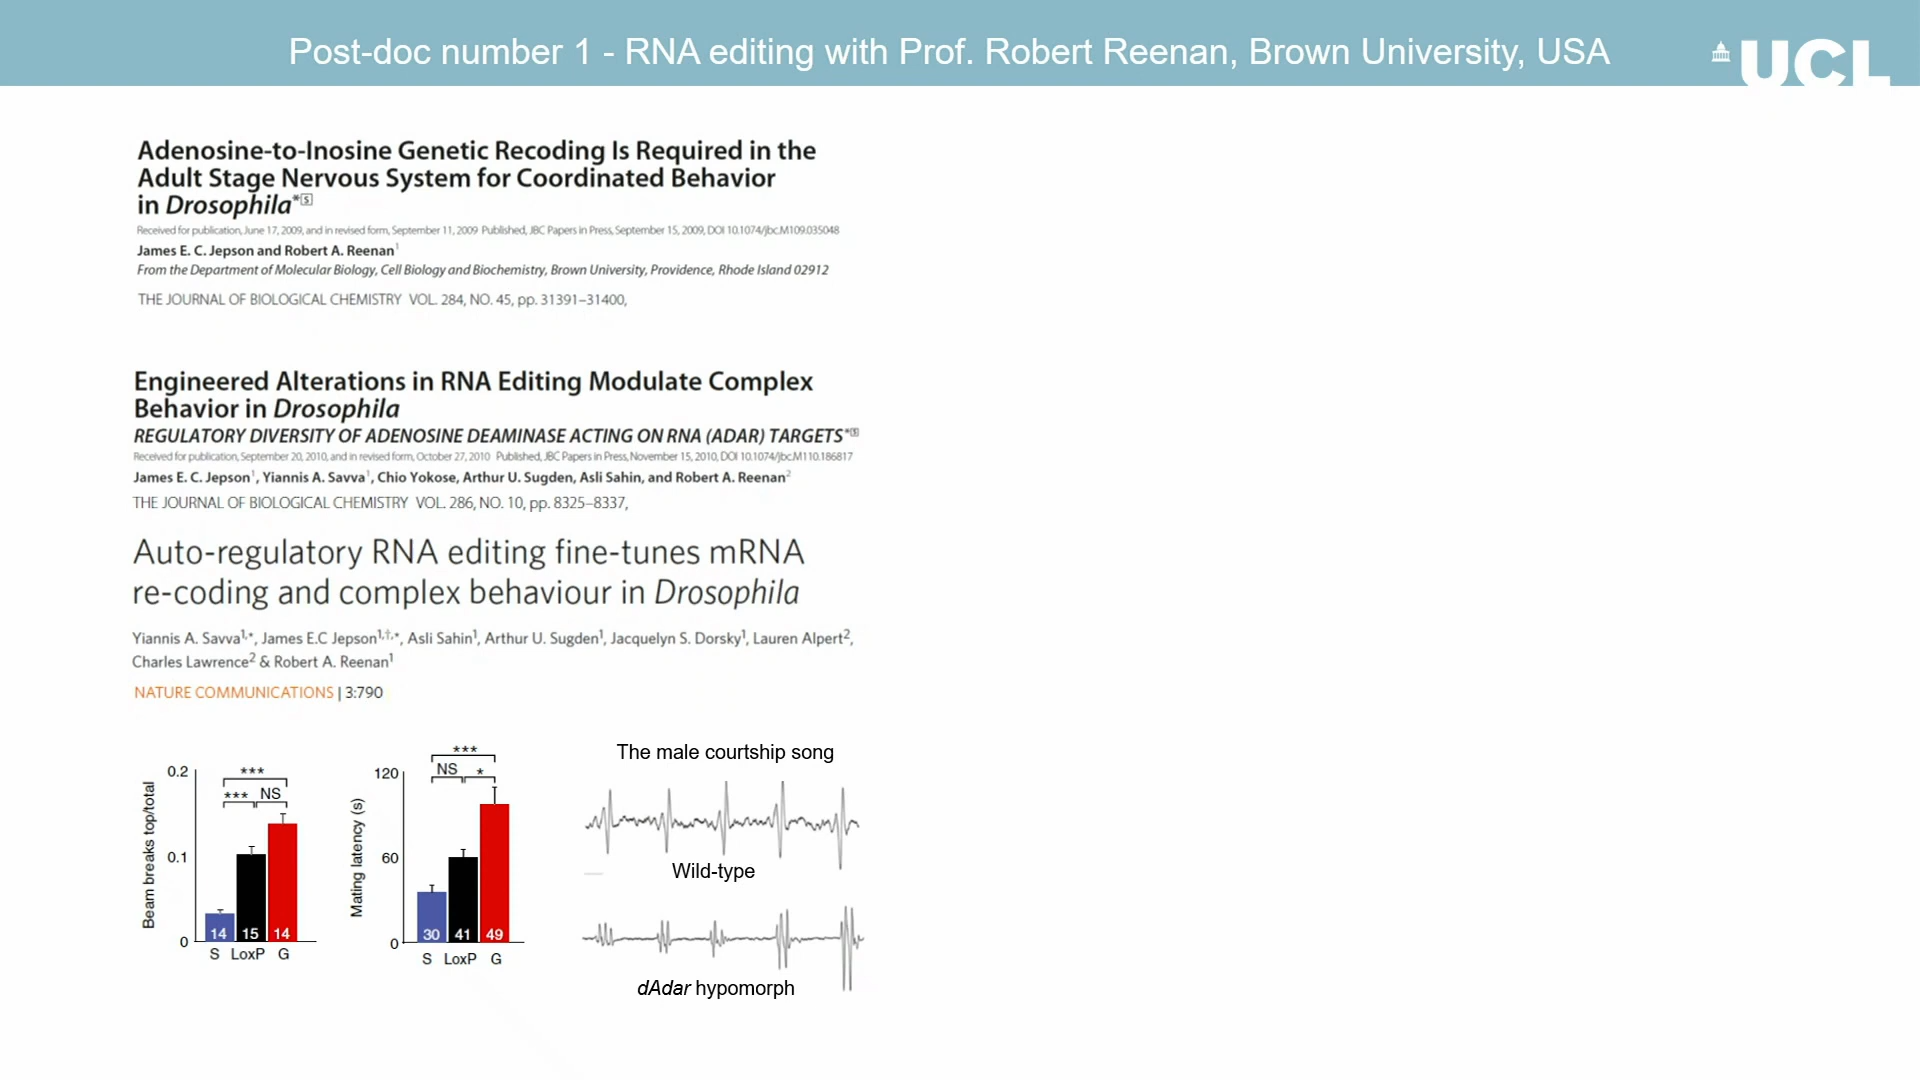 Post-doc number 1 - RNA editing with Prof. Robert Reenan, Brown University, USA
UCL
Adenosine-to-Inosine Genetic Recoding Is Required in the
Adult Stage Nervous System for Coordinated Behavior
in Drosophila*S
Received for publication, June 17, 2009, and in revised form, September 11, 2009 Published, JBC Papers in Press, September 15, 2009, DOI 10.1074/jbc.M109.035048
James E. C. Jepson and Robert A. Reenan1
From the Department of Molecular Biology, Cell Biology and Biochemistry, Brown University, Providence, Rhode Island 02912
THE JOURNAL OF BIOLOGICAL CHEMISTRY VOL. 284, NO. 45, pp. 31391–31400,
Engineered Alterations in RNA Editing Modulate Complex
Behavior in Drosophila
REGULATORY DIVERSITY OF ADENOSINE DEAMINASE ACTING ON RNA (ADAR) TARGETS*S
Received for publication, September 20, 2010, and in revised form, October 27, 2010 Published, JBC Papers in Press, November 15, 2010, DOI 10.1074/jbc.M110.186817
James E. C. Jepson1, Yiannis A. Savva1, Chio Yokose, Arthur U. Sugden, Asli Sahin, and Robert A. Reenan2
THE JOURNAL OF BIOLOGICAL CHEMISTRY VOL. 286, NO. 10, pp. 8325–8337,
Auto-regulatory RNA editing fine-tunes mRNA
re-coding and complex behaviour in Drosophila
Yiannis A. Savva1,*, James E.C Jepson1,†,*, Asli Sahin1, Arthur U. Sugden1, Jacquelyn S. Dorsky1, Lauren Alpert2,
Charles Lawrence2 & Robert A. Reenan1
NATURE COMMUNICATIONS | 3:790
Beam breaks top/total
0.2
0.1
0
***
*** NS
14 15 14
S LoxP G
Mating latency (s)
120
60
0
***
NS *
30 41 49
S LoxP G
The male courtship song
Wild-type
dAdar hypomorph